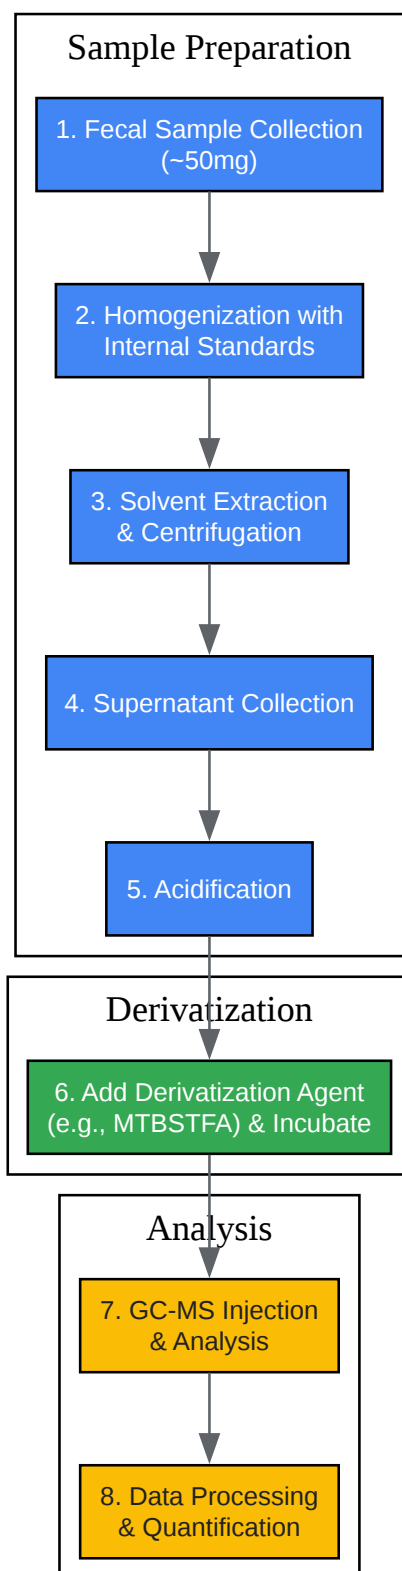 Sample Preparation
1. Fecal Sample Collection
(~50mg)
2. Homogenization with
Internal Standards
3. Solvent Extraction
& Centrifugation
4. Supernatant Collection
5. Acidification
Derivatization
6. Add Derivatization Agent
(e.g., MTBSTFA) & Incubate
Analysis
7. GC-MS Injection
& Analysis
8. Data Processing
& Quantification